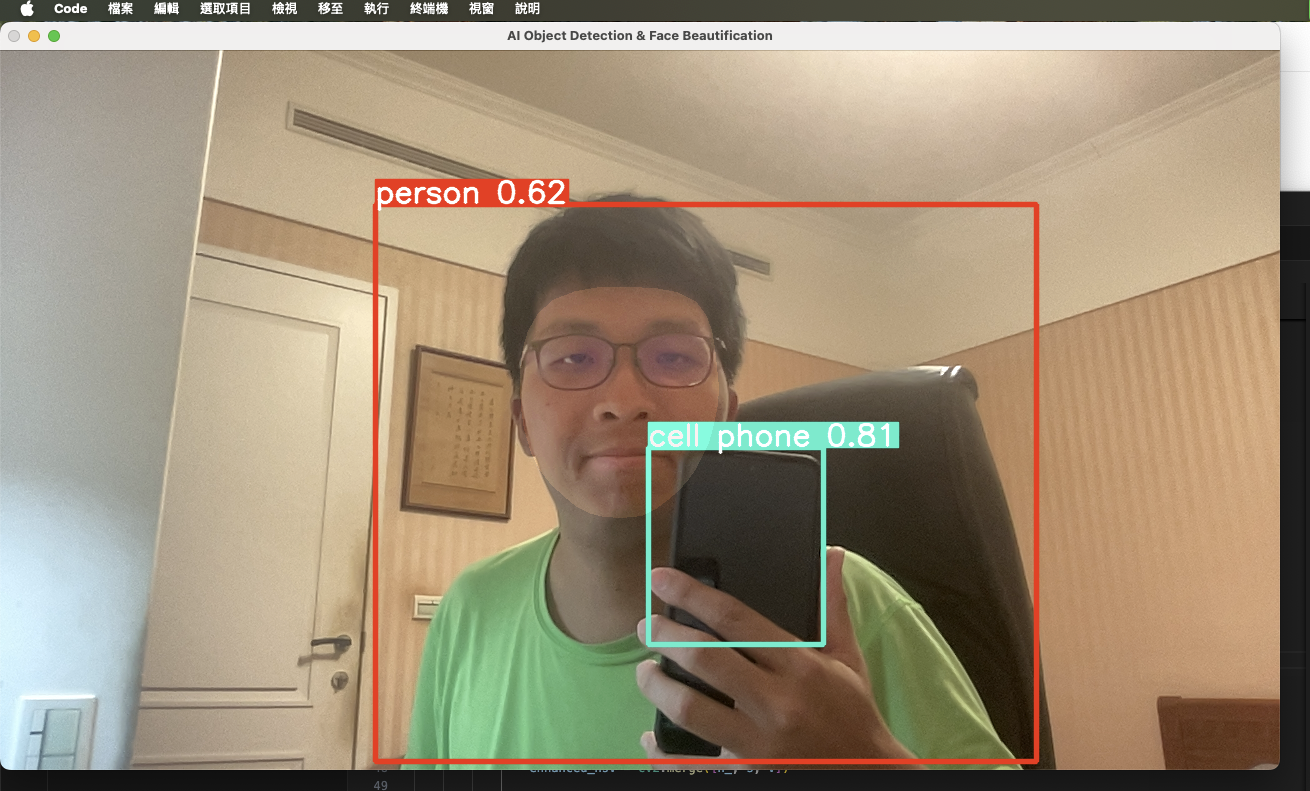 Code 檔案 編輯 選取項目 檢視 移至 執行 終端機 視窗 說明
AI Object Detection & Face Beautification
person 0.62
cell phone 0.81
49